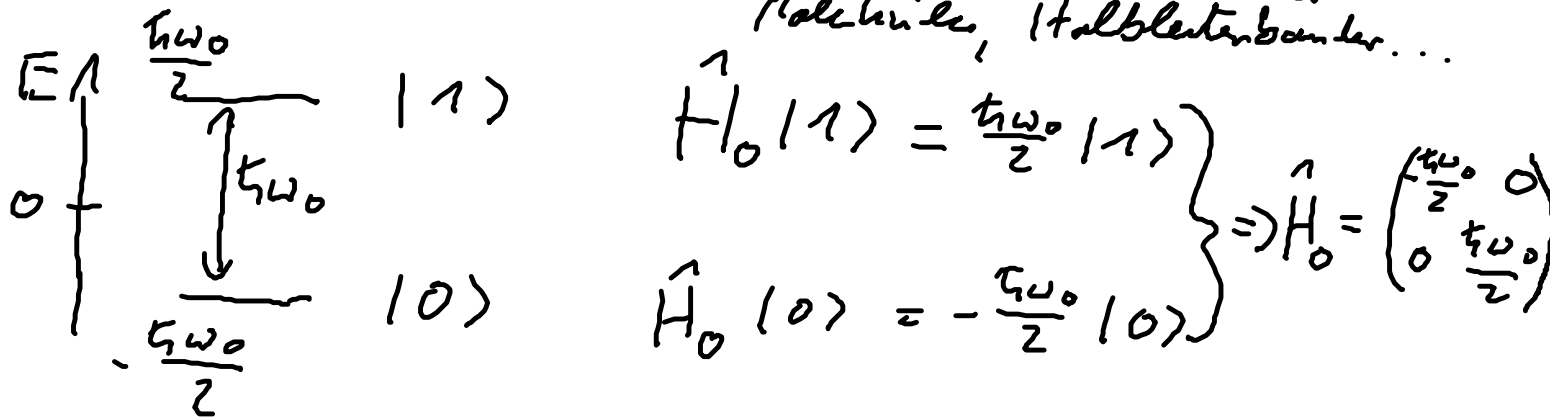 Moleküle, Halbleiterbänder...
E ħω₀/2 |1⟩ Ĥ₀|1⟩ = ħω₀/2 |1⟩
0 ħω₀ } ⇒ Ĥ₀ = (-ħω₀/2 0
0 ħω₀/2)
|0⟩ Ĥ₀|0⟩ = - ħω₀/2 |0⟩
- ħω₀/2